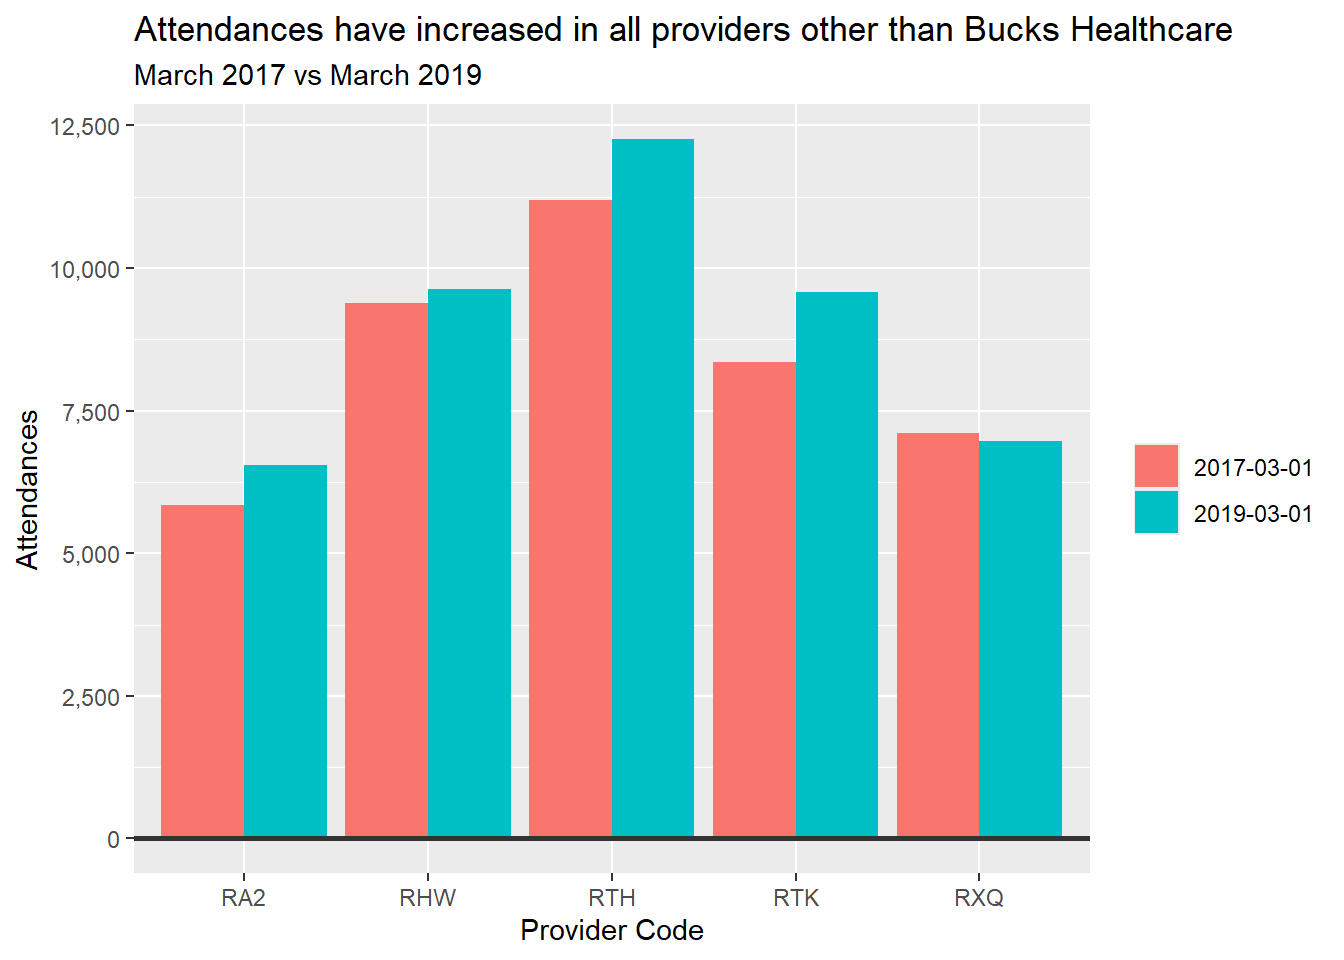 Attendances have increased in all providers other than Bucks Healthcare
March 2017 vs March 2019
12,500
10,000
7,500
5,000
2,500
0
Attendances
RA2 RHW RTH RTK RXQ
Provider Code
2017-03-01
2019-03-01